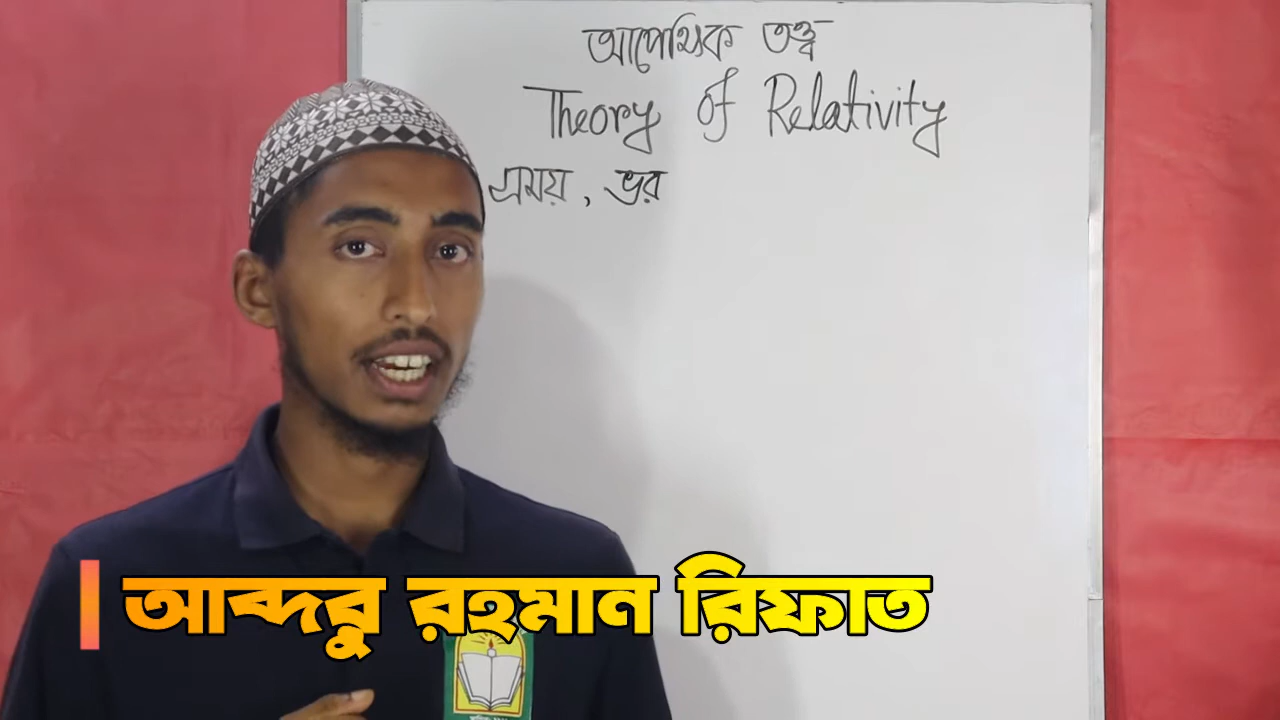 আপেক্ষিক তত্ত্ব
Theory of Relativity
সময়, ভর
আব্দুর রহমান রিফাত